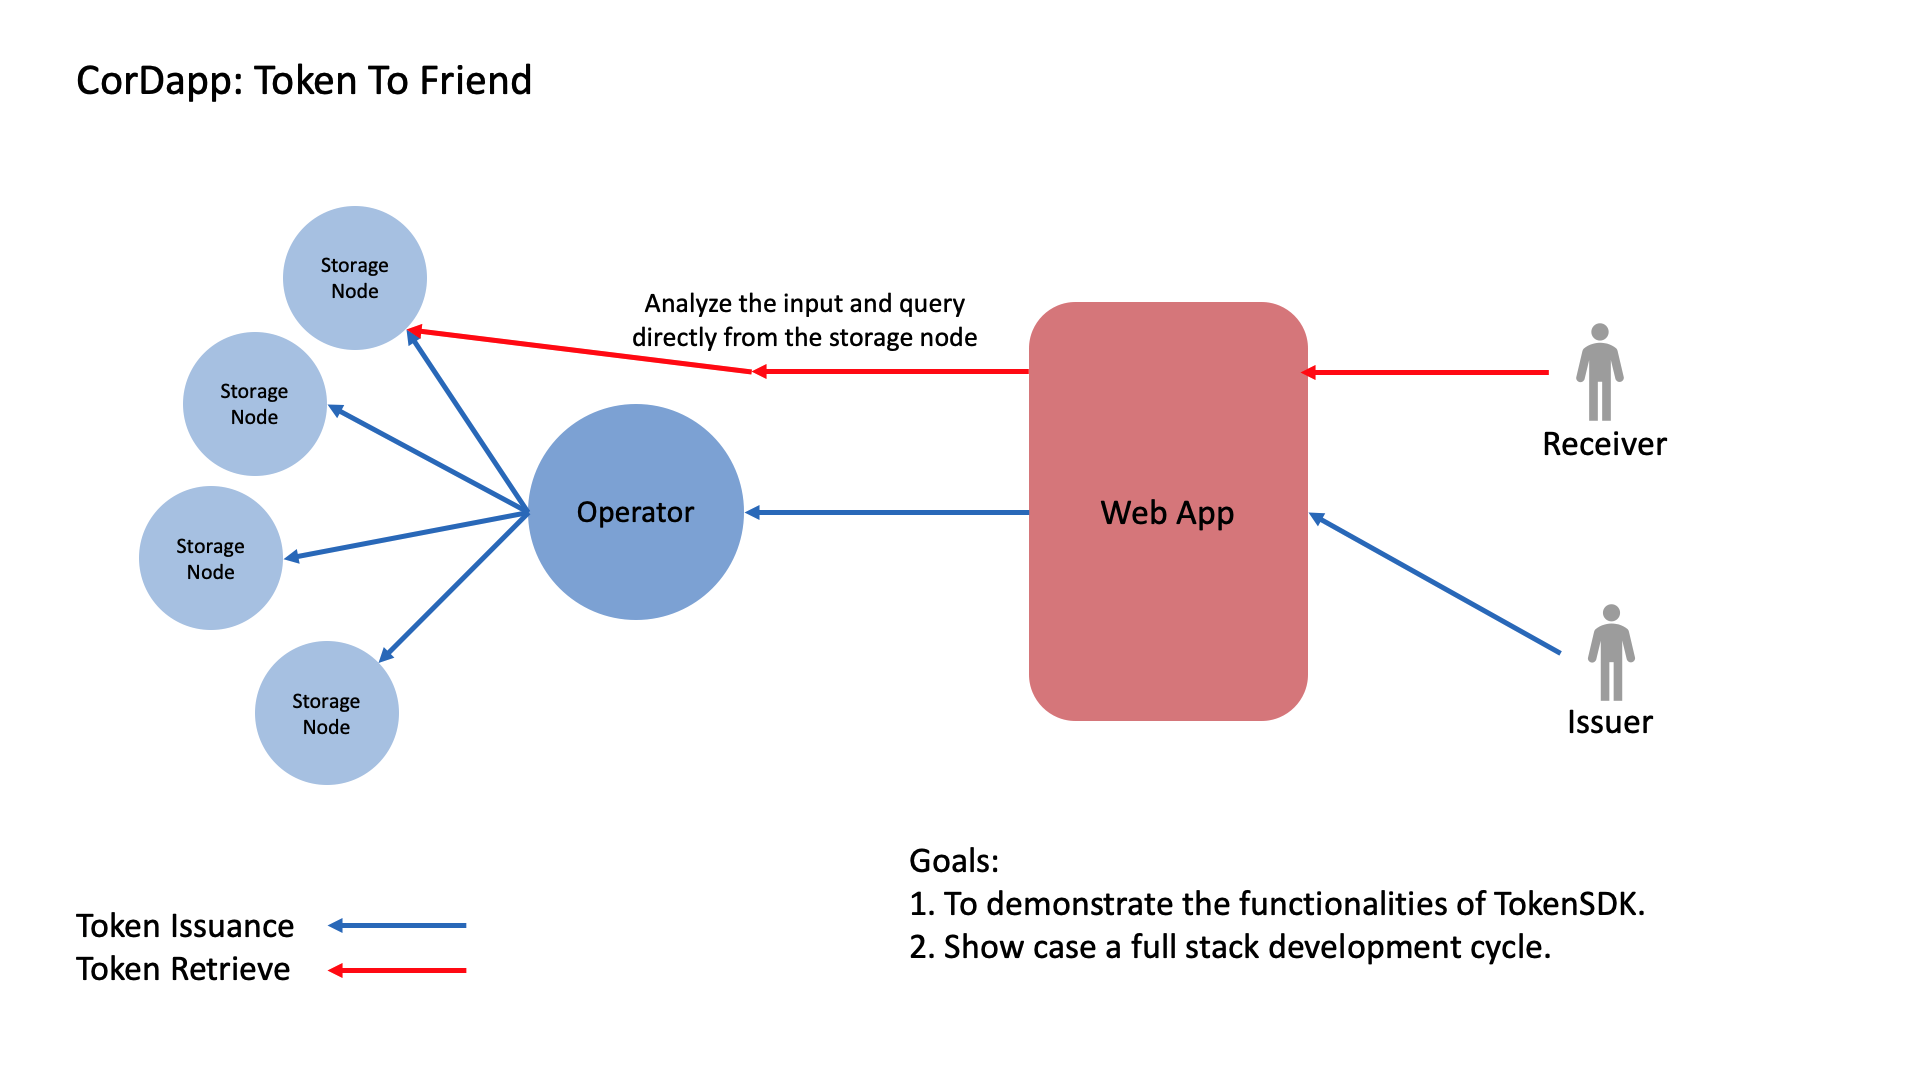 CorDapp: Token To Friend
Storage
Node
Analyze the input and query
directly from the storage node
Storage
Node
Receiver
Operator
Web App
Storage
Node
Storage
Node
Issuer
Goals:
1. To demonstrate the functionalities of TokenSDK.
2. Show case a full stack development cycle.
Token Issuance
Token Retrieve